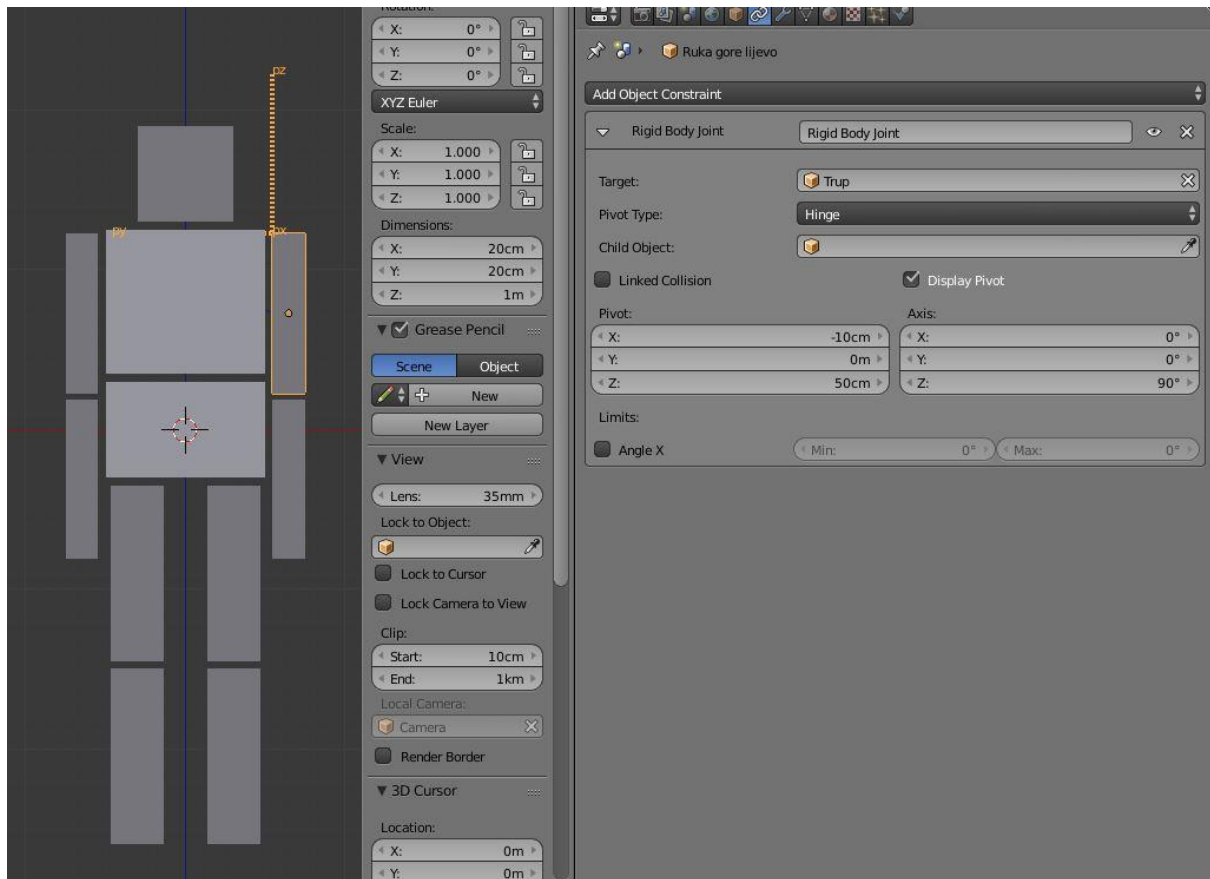 pz
py
px
Rotation:
X: 0°
Y: 0°
Z: 0°
XYZ Euler
Scale:
X: 1.000
Y: 1.000
Z: 1.000
Dimensions:
X: 20cm
Y: 20cm
Z: 1m
Grease Pencil
Scene Object
New
New Layer
View
Lens: 35mm
Lock to Object:
Lock to Cursor
Lock Camera to View
Clip:
Start: 10cm
End: 1km
Local Camera:
Camera
Render Border
3D Cursor
Location:
X: 0m
Y: 0m
Ruka gore lijevo
Add Object Constraint
Rigid Body Joint Rigid Body Joint
Target: Trup
Pivot Type: Hinge
Child Object:
Linked Collision Display Pivot
Pivot: Axis:
X: -10cm X: 0°
Y: 0m Y: 0°
Z: 50cm Z: 90°
Limits:
Angle X Min: 0° Max: 0°